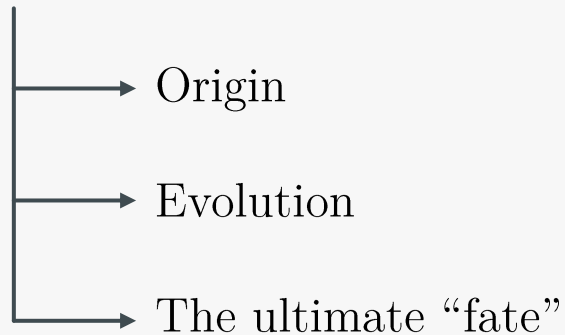 Origin
Evolution
The ultimate “fate”